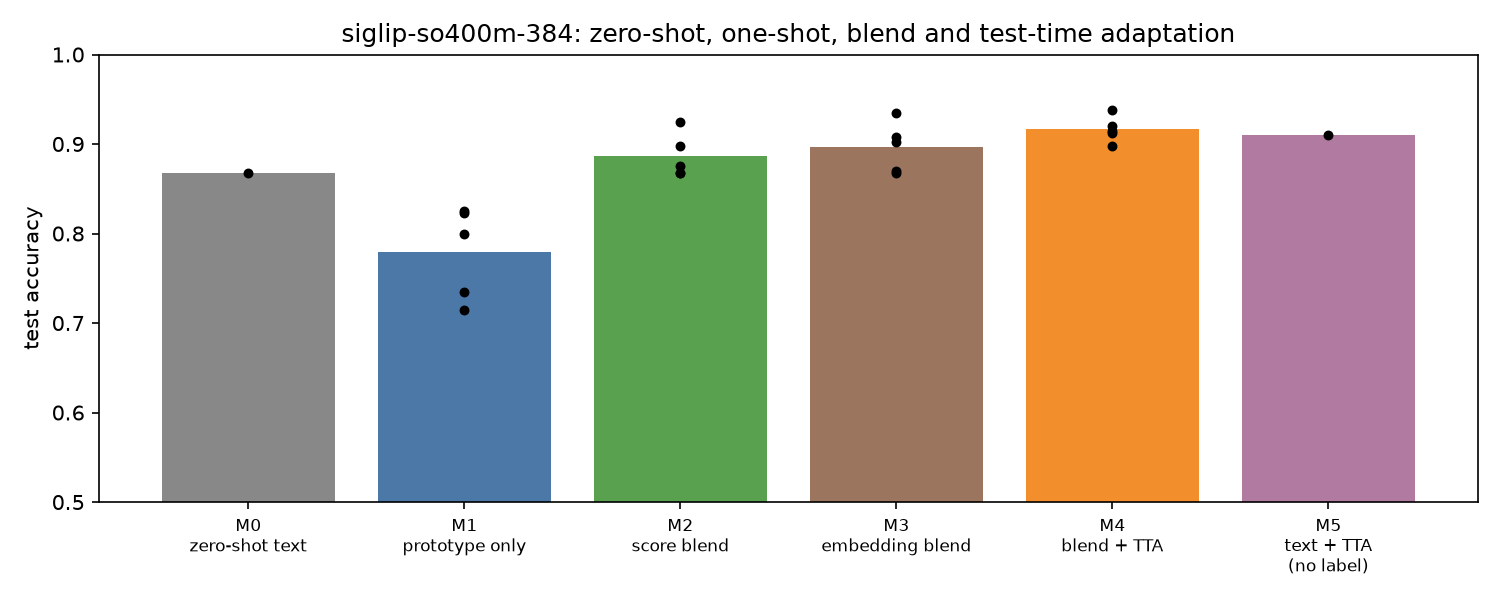 siglip-so400m-384: zero-shot, one-shot, blend and test-time adaptation
test accuracy
1.0
0.9
0.8
0.7
0.6
0.5
M0
zero-shot text
M1
prototype only
M2
score blend
M3
embedding blend
M4
blend + TTA
M5
text + TTA
(no label)